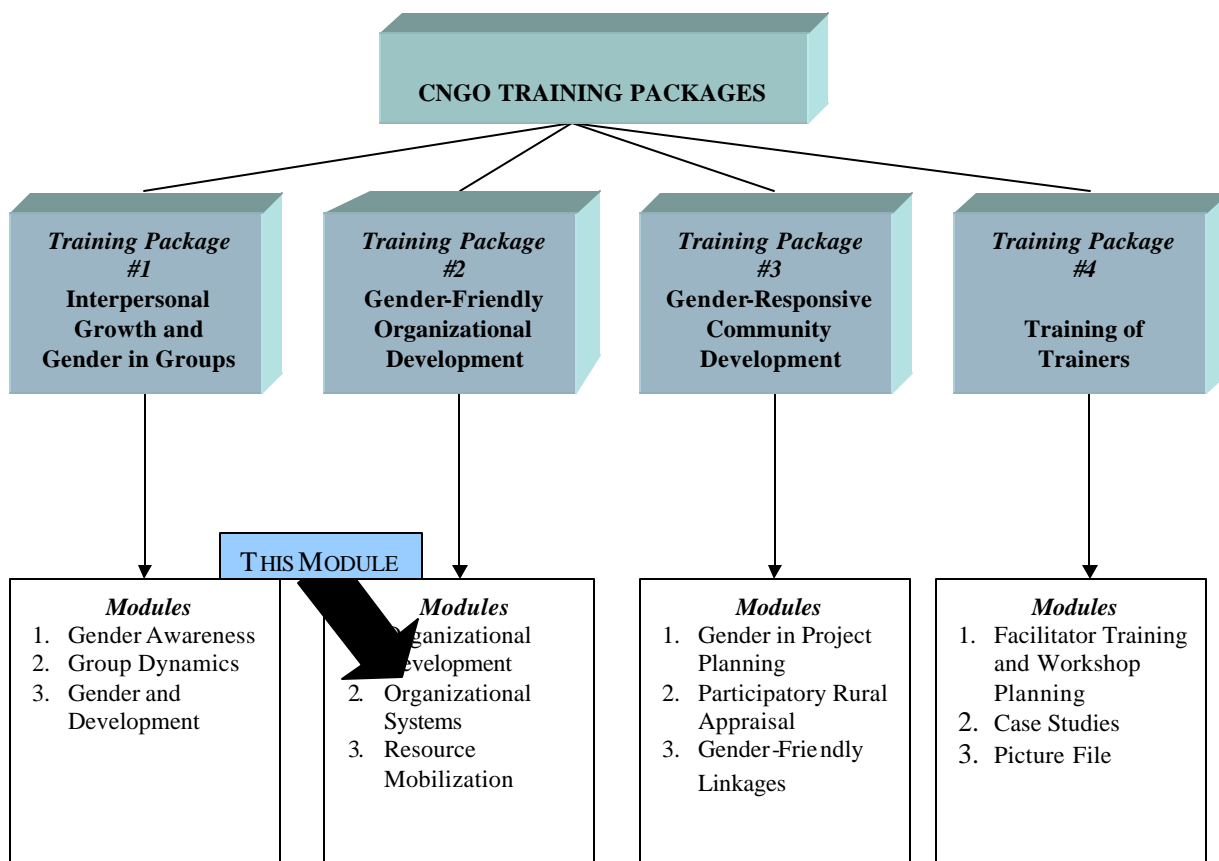 CNGO TRAINING PACKAGES
Training Package
#1
Interpersonal
Growth and
Gender in Groups
Training Package
#2
Gender-Friendly
Organizational
Development
Training Package
#3
Gender-Responsive
Community
Development
Training Package
#4
Training of
Trainers
THIS MODULE
Modules
1. Gender Awareness
2. Group Dynamics
3. Gender and
Development
Modules
Organizational
Development
2. Organizational
Systems
3. Resource
Mobilization
Modules
1. Gender in Project
Planning
2. Participatory Rural
Appraisal
3. Gender-Friendly
Linkages
Modules
1. Facilitator Training
and Workshop
Planning
2. Case Studies
3. Picture File